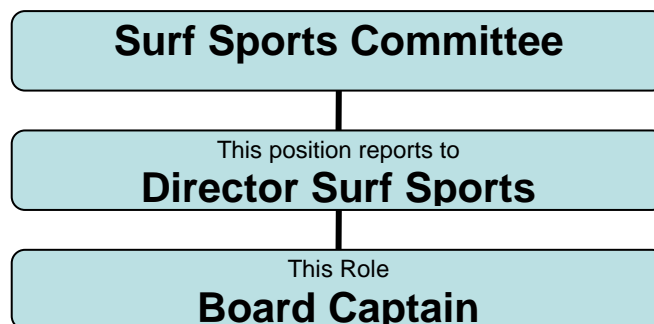 Surf Sports Committee
This position reports to
Director Surf Sports
This Role
Board Captain